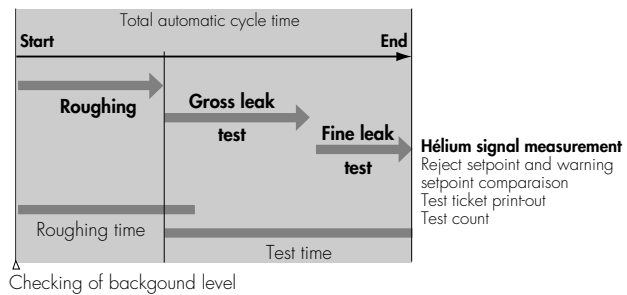 Total automatic cycle time
Start
End
Roughing
Gross leak
test
Fine leak
test
Hélium signal measurement
Reject setpoint and warning
setpoint comparaison
Test ticket print-out
Test count
Roughing time
Test time
Checking of backgound level